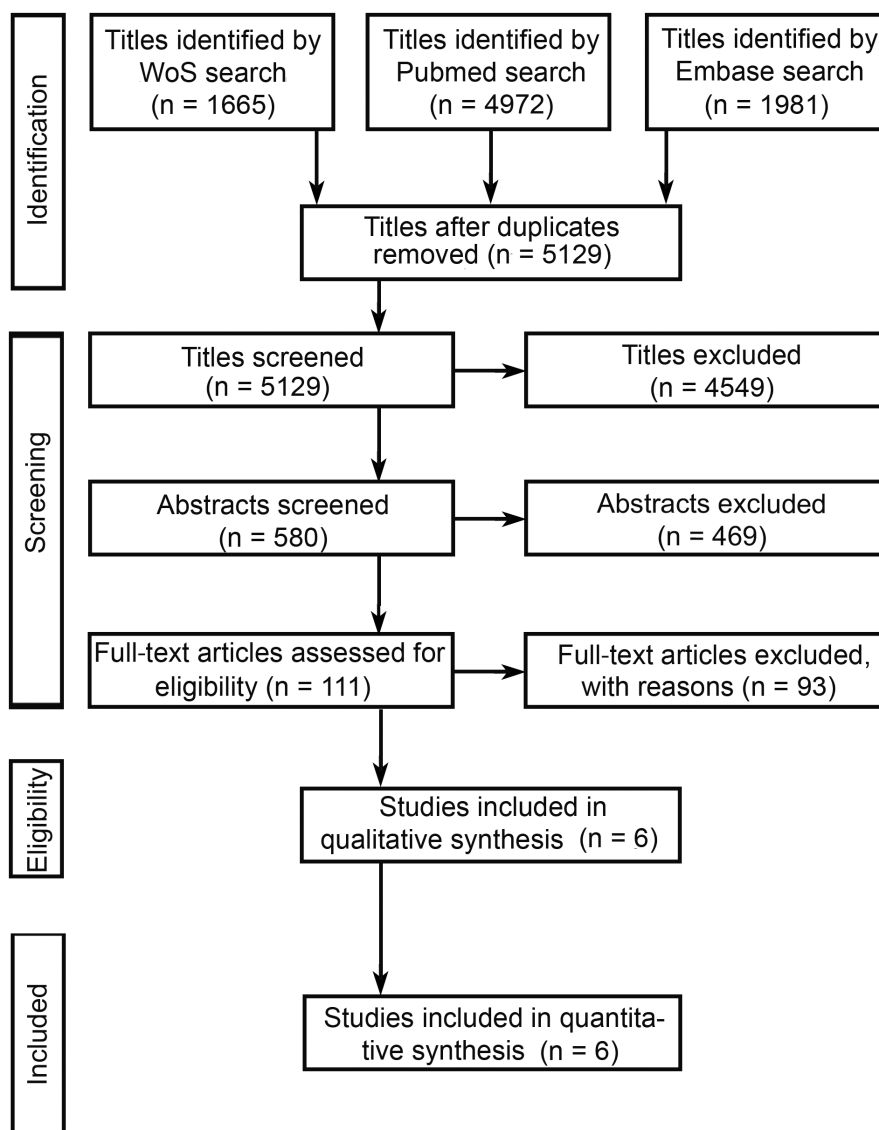 Identification
Titles identified by
WoS search
(n = 1665)
Titles identified by
Pubmed search
(n = 4972)
Titles identified by
Embase search
(n = 1981)
Titles after duplicates
removed (n = 5129)
Screening
Titles screened
(n = 5129)
Titles excluded
(n = 4549)
Abstracts screened
(n = 580)
Abstracts excluded
(n = 469)
Full-text articles assessed for
eligibility (n = 111)
Full-text articles excluded,
with reasons (n = 93)
Eligibility
Studies included in
qualitative synthesis (n = 6)
Included
Studies included in quantita-
tive synthesis (n = 6)